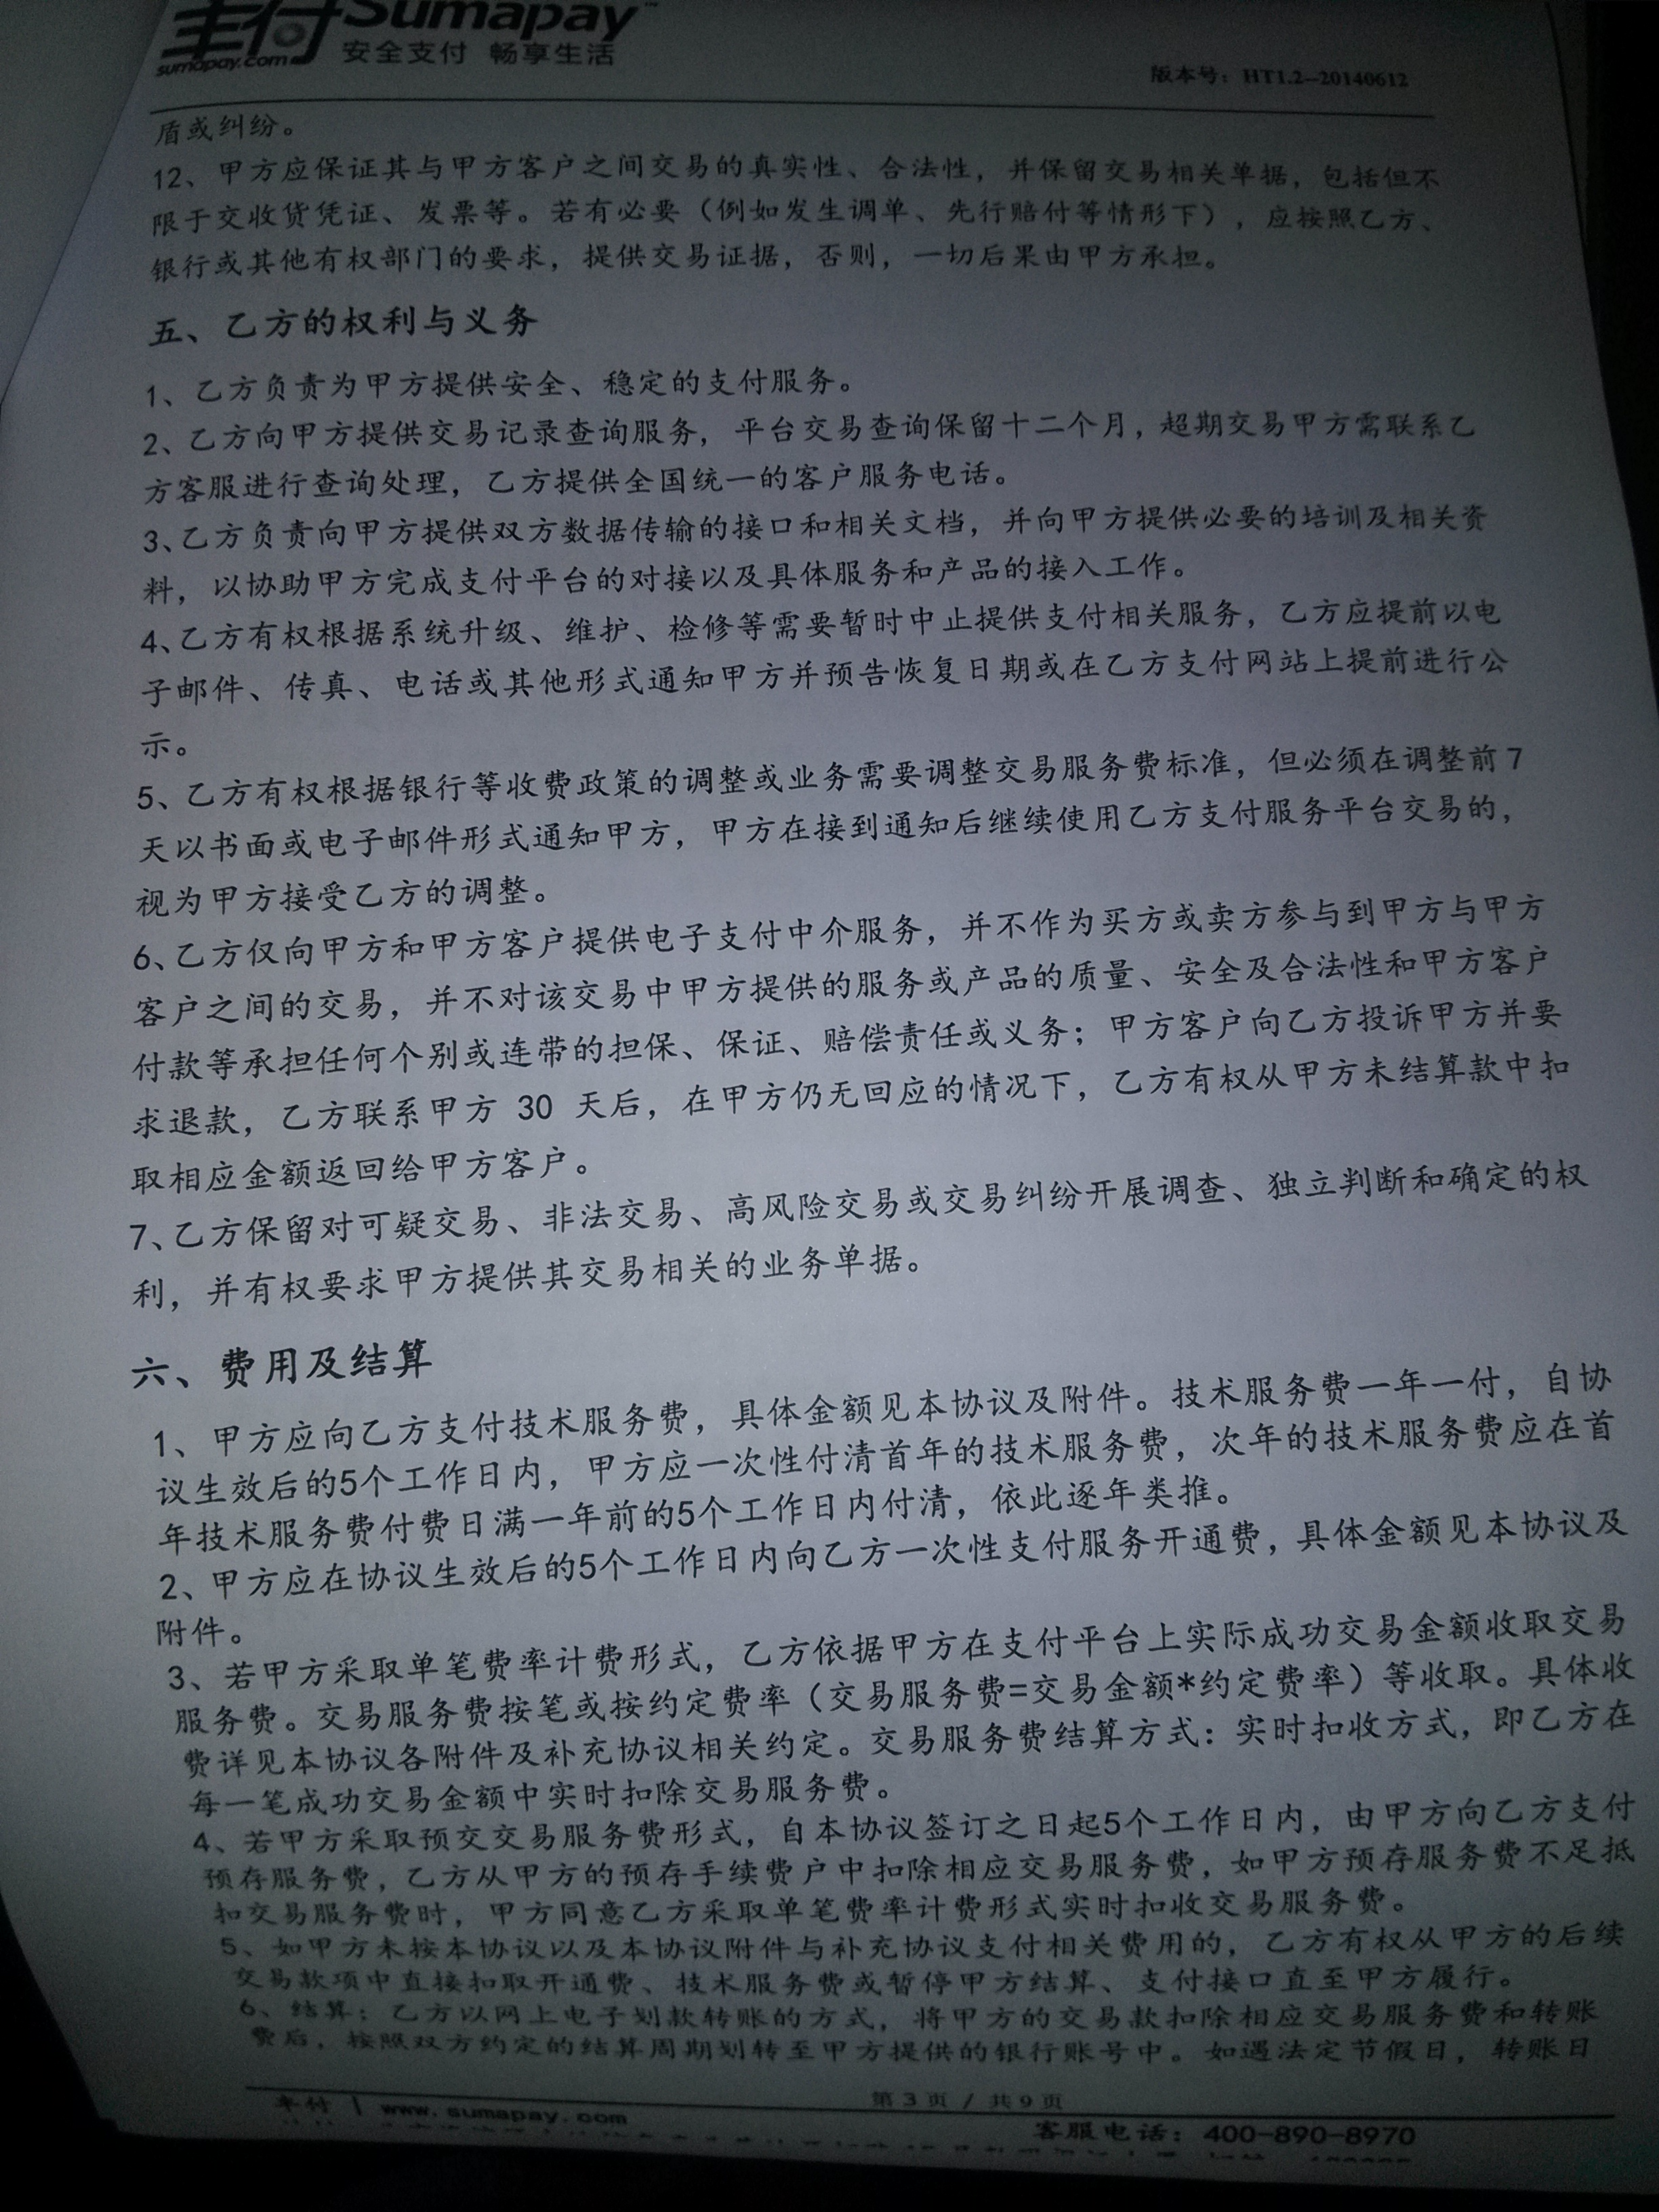 丰付 Sumapay™
sumapay.com 安全支付 畅享生活
版本号：HT1.2--20140612
盾或纠纷。
12、甲方应保证其与甲方客户之间交易的真实性、合法性，并保留交易相关单据，包括但不
限于交收货凭证、发票等。若有必要（例如发生调单、先行赔付等情形下），应按照乙方、
银行或其他有权部门的要求，提供交易证据，否则，一切后果由甲方承担。
五、乙方的权利与义务
1、乙方负责为甲方提供安全、稳定的支付服务。
2、乙方向甲方提供交易记录查询服务，平台交易查询保留十二个月，超期交易甲方需联系乙
方客服进行查询处理，乙方提供全国统一的客户服务电话。
3、乙方负责向甲方提供双方数据传输的接口和相关文档，并向甲方提供必要的培训及相关资
料，以协助甲方完成支付平台的对接以及具体服务和产品的接入工作。
4、乙方有权根据系统升级、维护、检修等需要暂时中止提供支付相关服务，乙方应提前以电
子邮件、传真、电话或其他形式通知甲方并预告恢复日期或在乙方支付网站上提前进行公
示。
5、乙方有权根据银行等收费政策的调整或业务需要调整交易服务费标准，但必须在调整前 7
天以书面或电子邮件形式通知甲方，甲方在接到通知后继续使用乙方支付服务平台交易的，
视为甲方接受乙方的调整。
6、乙方仅向甲方和甲方客户提供电子支付中介服务，并不作为买方或卖方参与到甲方与甲方
客户之间的交易，并不对该交易中甲方提供的服务或产品的质量、安全及合法性和甲方客户
付款等承担任何个别或连带的担保、保证、赔偿责任或义务；甲方客户向乙方投诉甲方并要
求退款，乙方联系甲方 30 天后，在甲方仍无回应的情况下，乙方有权从甲方未结算款中扣
取相应金额返回给甲方客户。
7、乙方保留对可疑交易、非法交易、高风险交易或交易纠纷开展调查、独立判断和确定的权
利，并有权要求甲方提供其交易相关的业务单据。
六、费用及结算
1、甲方应向乙方支付技术服务费，具体金额见本协议及附件。技术服务费一年一付，自协
议生效后的5个工作日内，甲方应一次性付清首年的技术服务费，次年的技术服务费应在首
年技术服务费付费日满一年前的5个工作日内付清，依此逐年类推。
2、甲方应在协议生效后的5个工作日内向乙方一次性支付服务开通费，具体金额见本协议及
附件。
3、若甲方采取单笔费率计费形式，乙方依据甲方在支付平台上实际成功交易金额收取交易
服务费。交易服务费按笔或按约定费率（交易服务费=交易金额*约定费率）等收取。具体收
费详见本协议各附件及补充协议相关约定。交易服务费结算方式：实时扣收方式，即乙方在
每一笔成功交易金额中实时扣除交易服务费。
4、若甲方采取预交交易服务费形式，自本协议签订之日起5个工作日内，由甲方向乙方支付
预存服务费，乙方从甲方的预存手续费户中扣除相应交易服务费，如甲方预存服务费不足抵
扣交易服务费时，甲方同意乙方采取单笔费率计费形式实时扣收交易服务费。
5、如甲方未按本协议以及本协议附件与补充协议支付相关费用的，乙方有权从甲方的后续
交易款项中直接扣取开通费、技术服务费或暂停甲方结算、支付接口直至甲方履行。
6、结算：乙方以网上电子划款转账的方式，将甲方的交易款扣除相应交易服务费和转账
费后，按照双方约定的结算周期划转至甲方提供的银行账号中。如遇法定节假日，转账日
第 3 页 / 共 9 页
丰付 | www.sumapay.com
客服电话：400-890-8970